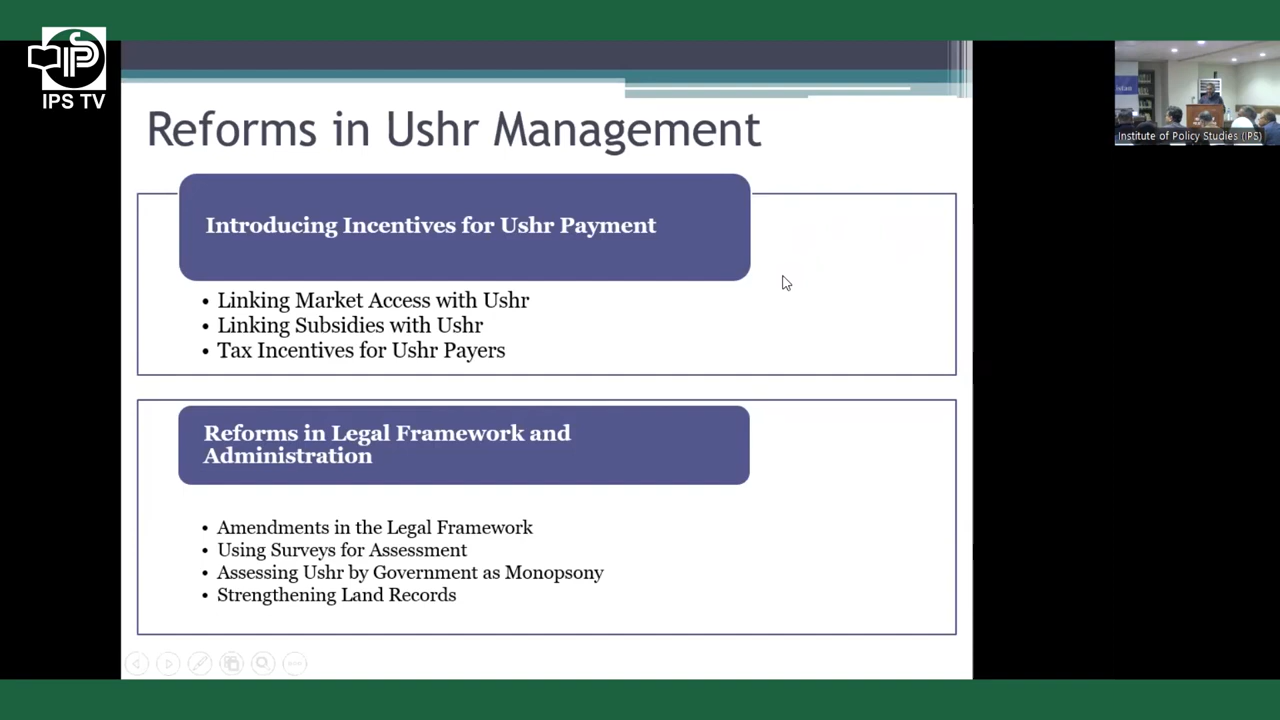 IPS
IPS TV
Reforms in Ushr Management
Introducing Incentives for Ushr Payment
• Linking Market Access with Ushr
• Linking Subsidies with Ushr
• Tax Incentives for Ushr Payers
Reforms in Legal Framework and
Administration
• Amendments in the Legal Framework
• Using Surveys for Assessment
• Assessing Ushr by Government as Monopsony
• Strengthening Land Records
Institute of Policy Studies (IPS)